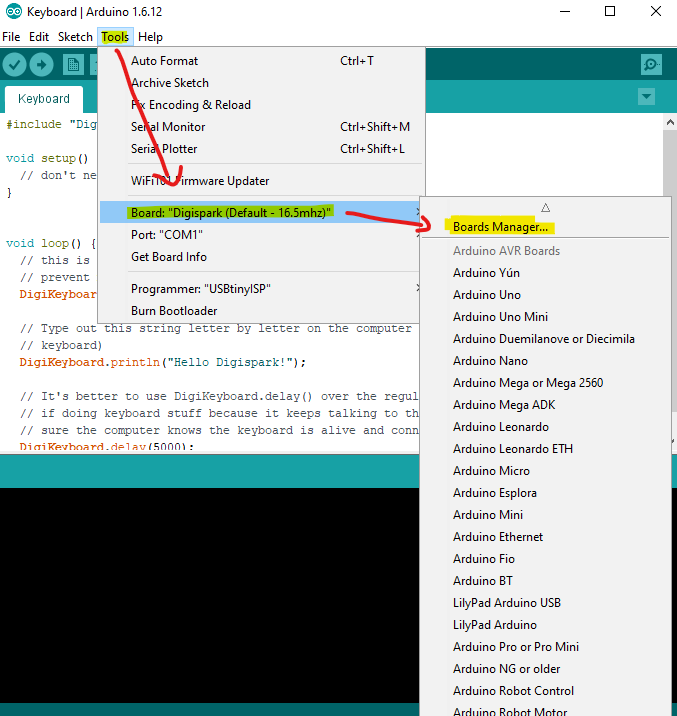 Keyboard | Arduino 1.6.12
File Edit Sketch Tools Help
Keyboard
Auto Format Ctrl+T
Archive Sketch
Fix Encoding & Reload
Serial Monitor Ctrl+Shift+M
Serial Plotter Ctrl+Shift+L
WiFi101 Firmware Updater
Board: "Digispark (Default - 16.5mhz)"
Port: "COM1"
Get Board Info
Programmer: "USBtinyISP"
Burn Bootloader
Boards Manager...
Arduino AVR Boards
Arduino Yún
Arduino Uno
Arduino Uno Mini
Arduino Duemilanove or Diecimila
Arduino Nano
Arduino Mega or Mega 2560
Arduino Mega ADK
Arduino Leonardo
Arduino Leonardo ETH
Arduino Micro
Arduino Esplora
Arduino Mini
Arduino Ethernet
Arduino Fio
Arduino BT
LilyPad Arduino USB
LilyPad Arduino
Arduino Pro or Pro Mini
Arduino NG or older
Arduino Robot Control
Arduino Robot Motor
#include "Dig
void setup()
// don't ne
}
void loop() {
// this is
// prevent
DigiKeyboar
// Type out this string letter by letter on the computer
// keyboard)
DigiKeyboard.println("Hello Digispark!");
// It's better to use DigiKeyboard.delay() over the regul
// if doing keyboard stuff because it keeps talking to th
// sure the computer knows the keyboard is alive and conn
DigiKeyboard.delay(5000);